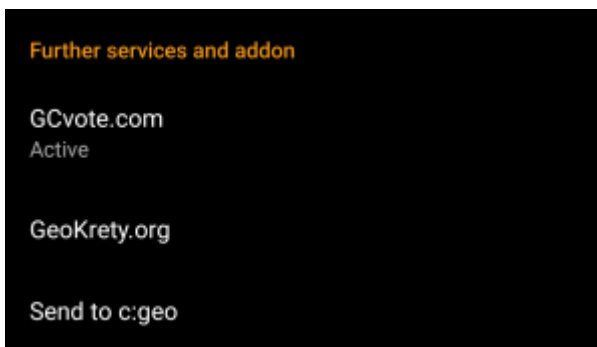 Further services and addon
GCvote.com
Active
GeoKrety.org
Send to c:geo